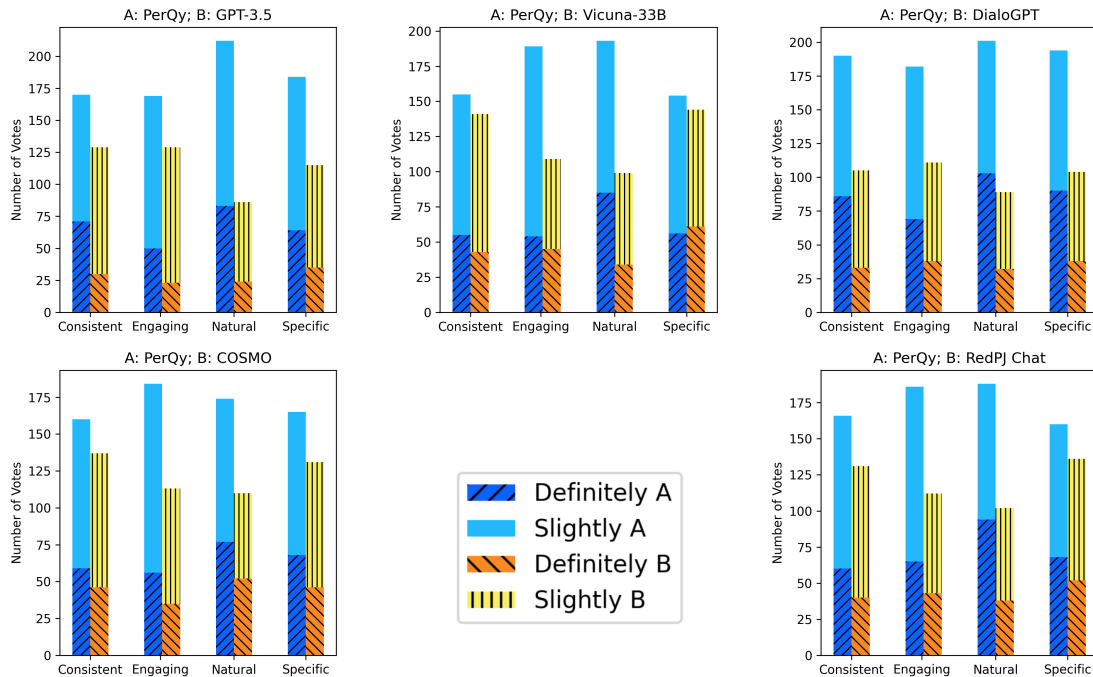 A: PerQy; B: GPT-3.5
Number of Votes
200
175
150
125
100
75
50
25
0
Consistent Engaging Natural Specific
A: PerQy; B: Vicuna-33B
Number of Votes
200
175
150
125
100
75
50
25
0
Consistent Engaging Natural Specific
A: PerQy; B: DialoGPT
Number of Votes
200
175
150
125
100
75
50
25
0
Consistent Engaging Natural Specific
A: PerQy; B: COSMO
Number of Votes
175
150
125
100
75
50
25
0
Consistent Engaging Natural Specific
Definitely A
Slightly A
Definitely B
Slightly B
A: PerQy; B: RedPJ Chat
Number of Votes
175
150
125
100
75
50
25
0
Consistent Engaging Natural Specific